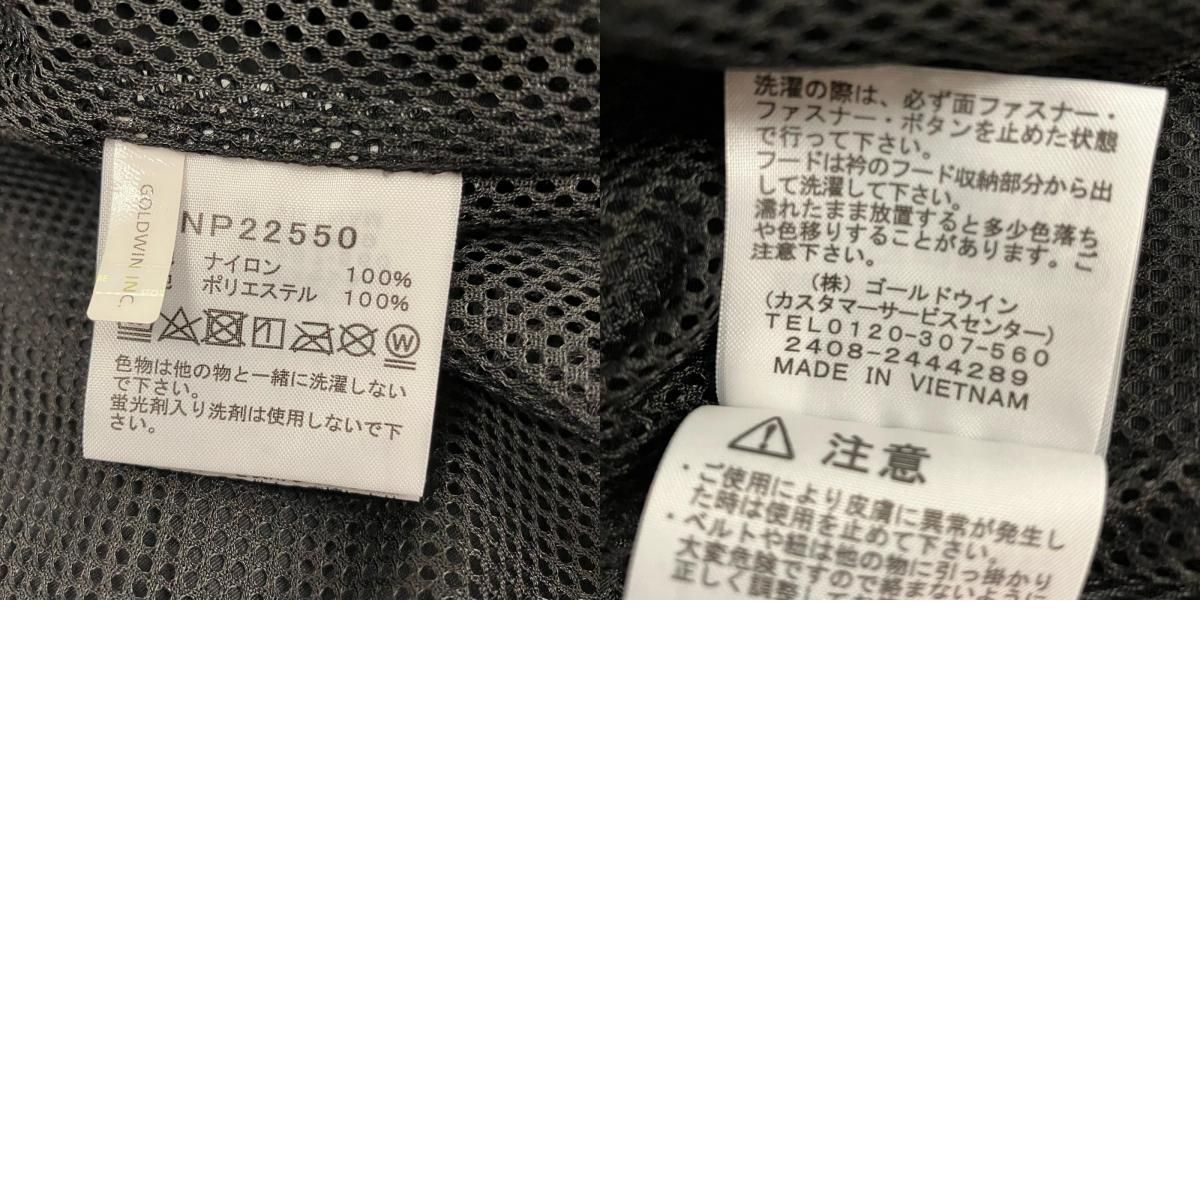 GOLDWIN INC.
NP22550
ナイロン 100%
ポリエステル 100%
W
色物は他の物と一緒に洗濯しない
で下さい。
蛍光剤入り洗剤は使用しないで下
さい。
洗濯の際は、必ず面ファスナー・
ファスナー・ボタンを止めた状態
で行って下さい。
フードは衿のフード収納部分から出
して洗濯して下さい。
濡れたまま放置すると多少色落ち
や色移りすることがあります。ご
注意下さい。
(株)ゴールドウイン
(カスタマーサービスセンター)
TEL0120-307-560
2408-2444289
MADE IN VIETNAM
注意
・ご使用により皮膚に異常が発生し
た時は使用を止めて下さい。
・ベルトや紐は他の物に引っ掛かり
大変危険ですので絡まないように
正しく調整して